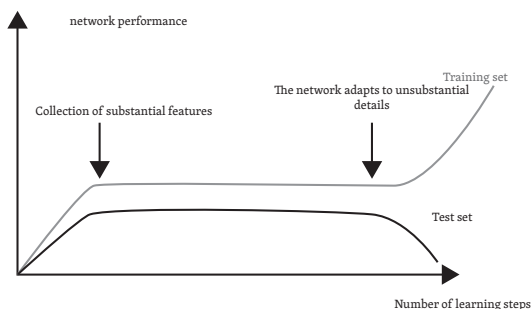 network performance
Training set
The network adapts to unsubstantial
details
Collection of substantial features
Test set
Number of learning steps